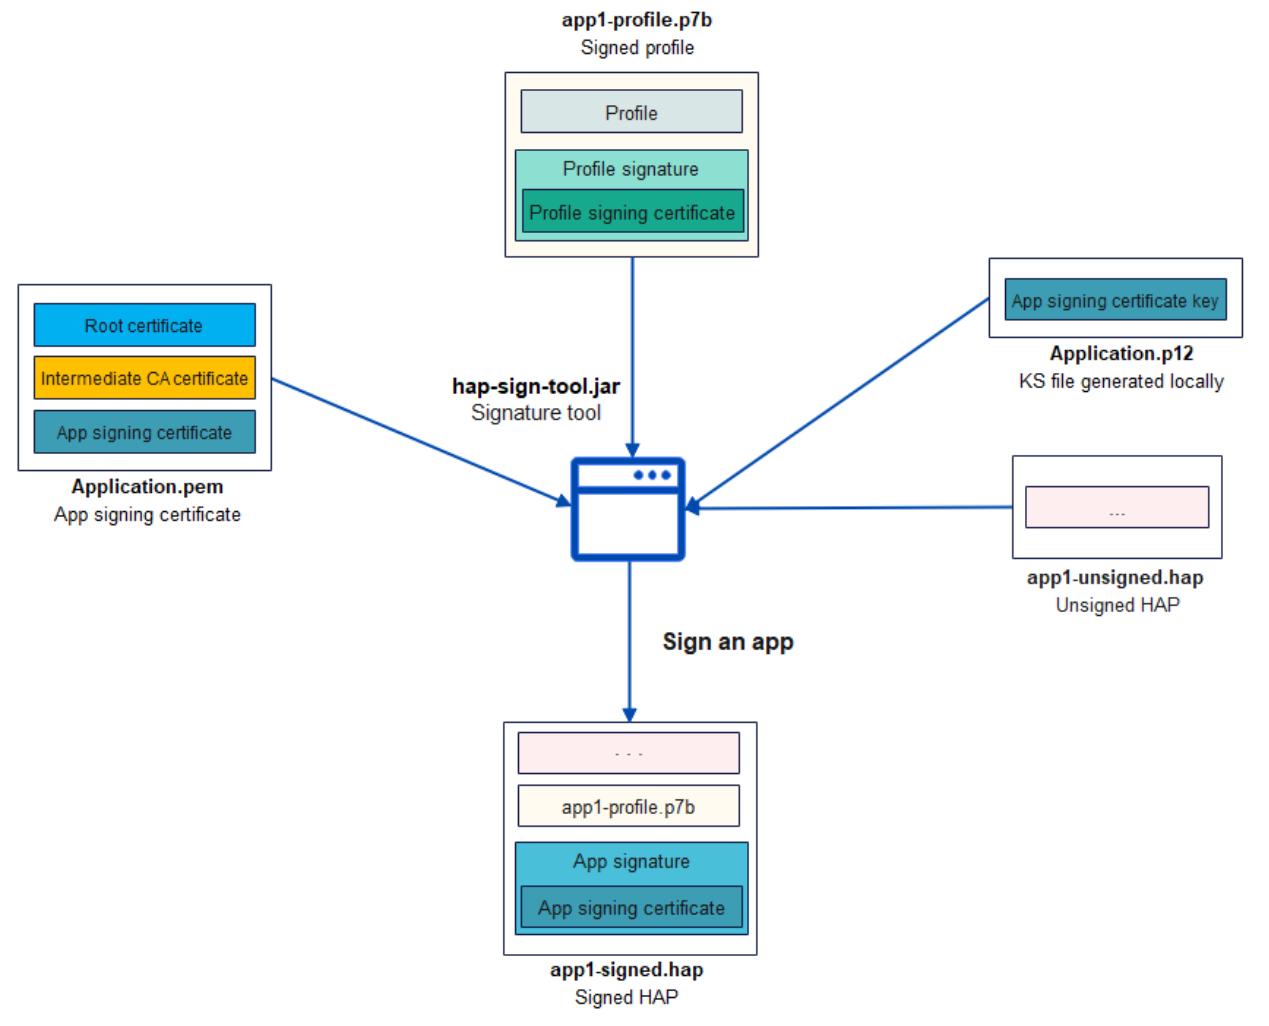 app1-profile.p7b
Signed profile
Profile
Profile signature
Profile signing certificate
Root certificate
Intermediate CA certificate
App signing certificate
Application.pem
App signing certificate
hap-sign-tool.jar
Signature tool
App signing certificate key
Application.p12
KS file generated locally
...
app1-unsigned.hap
Unsigned HAP
Sign an app
- - -
app1-profile.p7b
App signature
App signing certificate
app1-signed.hap
Signed HAP